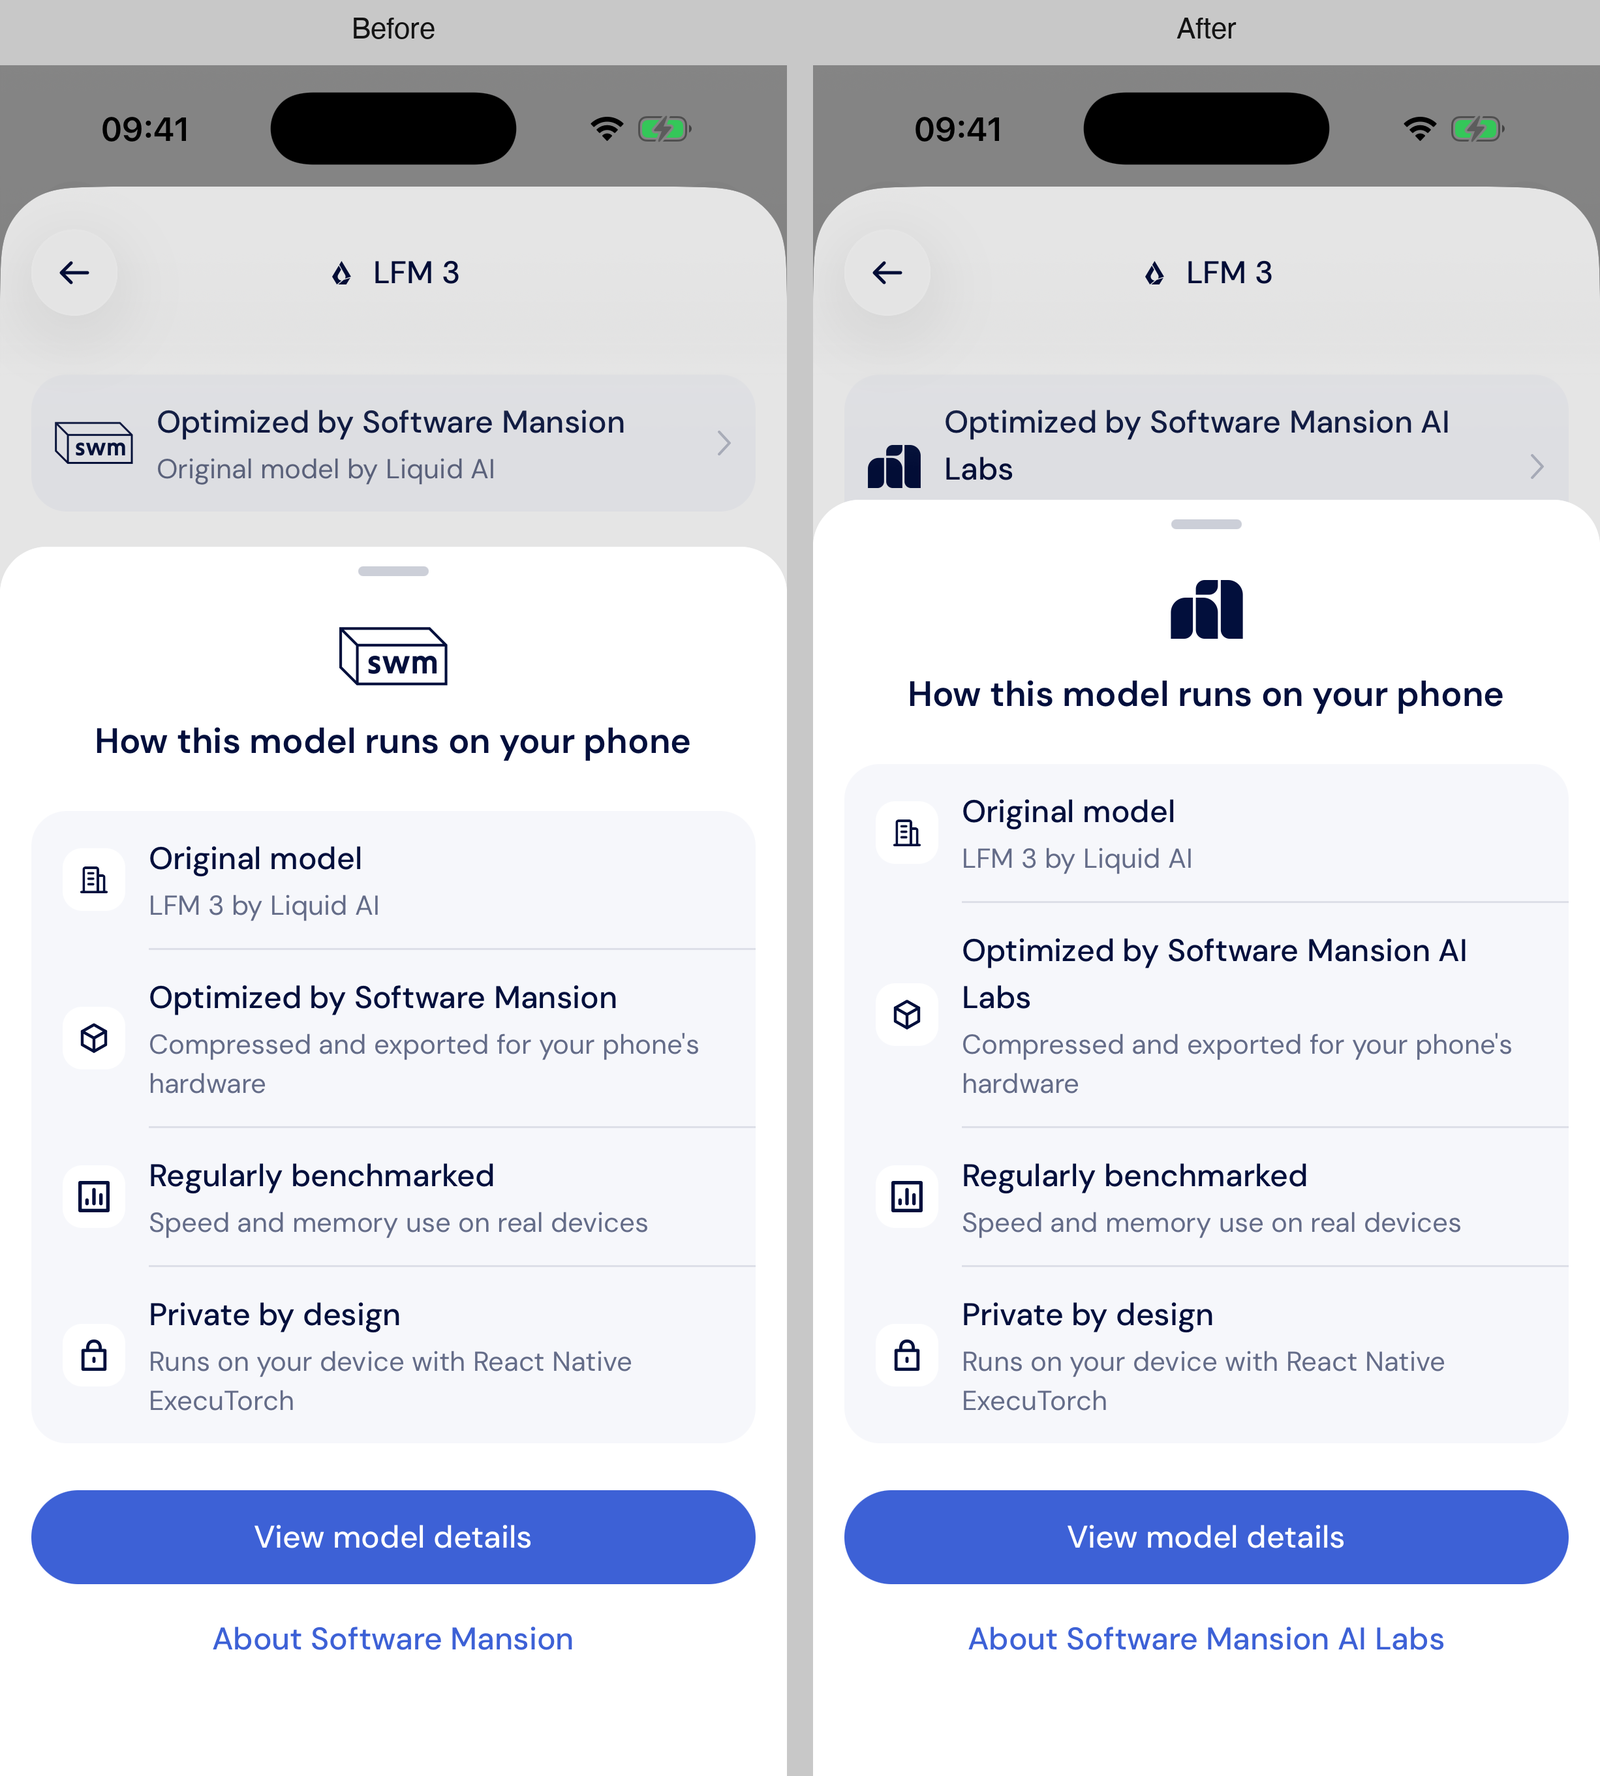 Before
09:41
LFM 3
swm
Optimized by Software Mansion
Original model by Liquid AI
swm
How this model runs on your phone
Original model
LFM 3 by Liquid AI
Optimized by Software Mansion
Compressed and exported for your phone's
hardware
Regularly benchmarked
Speed and memory use on real devices
Private by design
Runs on your device with React Native
ExecuTorch
View model details
About Software Mansion
After
09:41
LFM 3
Optimized by Software Mansion AI
Labs
How this model runs on your phone
Original model
LFM 3 by Liquid AI
Optimized by Software Mansion AI
Labs
Compressed and exported for your phone's
hardware
Regularly benchmarked
Speed and memory use on real devices
Private by design
Runs on your device with React Native
ExecuTorch
View model details
About Software Mansion AI Labs